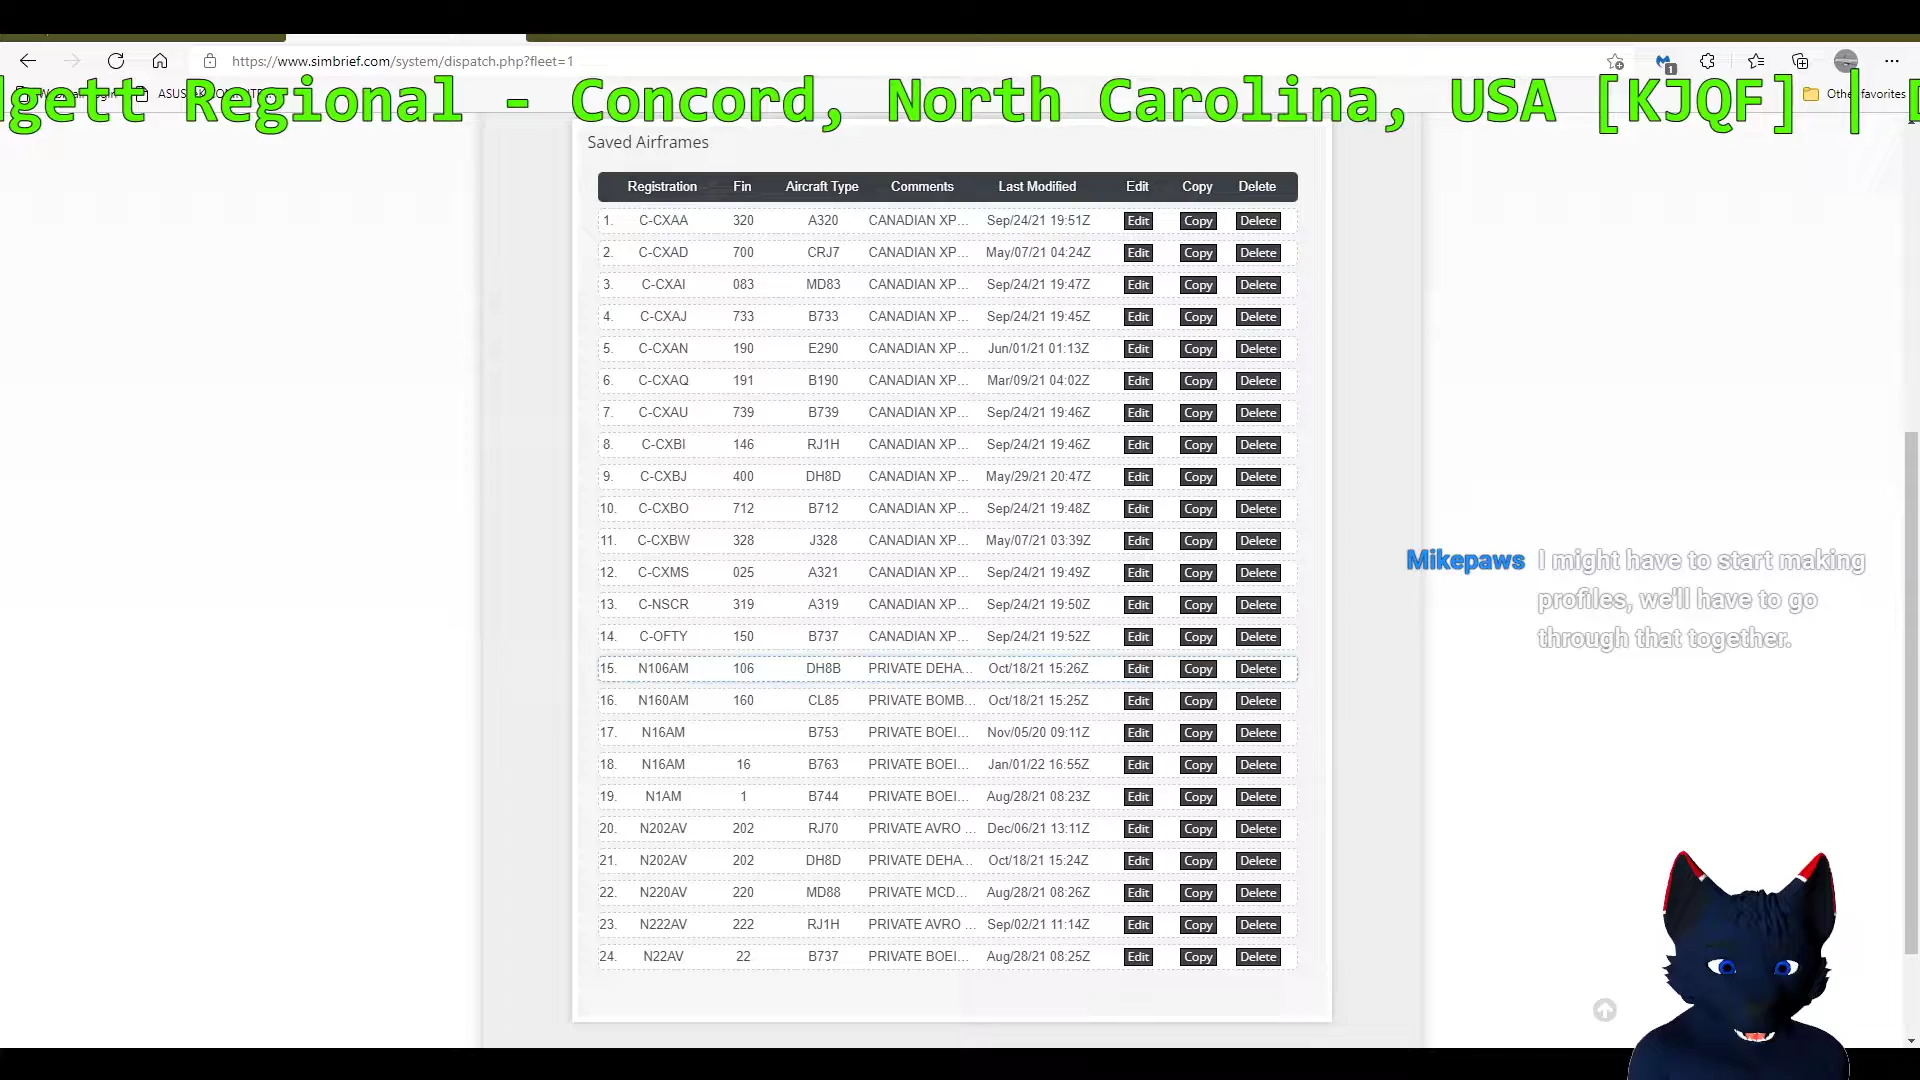 https://www.simbrief.com/system/dispatch.php?fleet=1
1
Other favorites
gett Regional - Concord, North Carolina, USA [KJQF] |
Saved Airframes
Registration Fin Aircraft Type Comments Last Modified Edit Copy Delete
1. C-CXAA 320 A320 CANADIAN XP... Sep/24/21 19:51Z Edit Copy Delete
2. C-CXAD 700 CRJ7 CANADIAN XP... May/07/21 04:24Z Edit Copy Delete
3. C-CXAI 083 MD83 CANADIAN XP... Sep/24/21 19:47Z Edit Copy Delete
4. C-CXAJ 733 B733 CANADIAN XP... Sep/24/21 19:45Z Edit Copy Delete
5. C-CXAN 190 E290 CANADIAN XP... Jun/01/21 01:13Z Edit Copy Delete
6. C-CXAQ 191 B190 CANADIAN XP... Mar/09/21 04:02Z Edit Copy Delete
7. C-CXAU 739 B739 CANADIAN XP... Sep/24/21 19:46Z Edit Copy Delete
8. C-CXBI 146 RJ1H CANADIAN XP... Sep/24/21 19:46Z Edit Copy Delete
9. C-CXBJ 400 DH8D CANADIAN XP... May/29/21 20:47Z Edit Copy Delete
10. C-CXBO 712 B712 CANADIAN XP... Sep/24/21 19:48Z Edit Copy Delete
11. C-CXBW 328 J328 CANADIAN XP... May/07/21 03:39Z Edit Copy Delete
12. C-CXMS 025 A321 CANADIAN XP... Sep/24/21 19:49Z Edit Copy Delete
13. C-NSCR 319 A319 CANADIAN XP... Sep/24/21 19:50Z Edit Copy Delete
14. C-OFTY 150 B737 CANADIAN XP... Sep/24/21 19:52Z Edit Copy Delete
15. N106AM 106 DH8B PRIVATE DEHA... Oct/18/21 15:26Z Edit Copy Delete
16. N160AM 160 CL85 PRIVATE BOMB... Oct/18/21 15:25Z Edit Copy Delete
17. N16AM B753 PRIVATE BOEI... Nov/05/20 09:11Z Edit Copy Delete
18. N16AM 16 B763 PRIVATE BOEI... Jan/01/22 16:55Z Edit Copy Delete
19. N1AM 1 B744 PRIVATE BOEI... Aug/28/21 08:23Z Edit Copy Delete
20. N202AV 202 RJ70 PRIVATE AVRO ... Dec/06/21 13:11Z Edit Copy Delete
21. N202AV 202 DH8D PRIVATE DEHA... Oct/18/21 15:24Z Edit Copy Delete
22. N220AV 220 MD88 PRIVATE MCD... Aug/28/21 08:26Z Edit Copy Delete
23. N222AV 222 RJ1H PRIVATE AVRO ... Sep/02/21 11:14Z Edit Copy Delete
24. N22AV 22 B737 PRIVATE BOEI... Aug/28/21 08:25Z Edit Copy Delete
Mikepaws I might have to start making
profiles, we'll have to go
through that together.